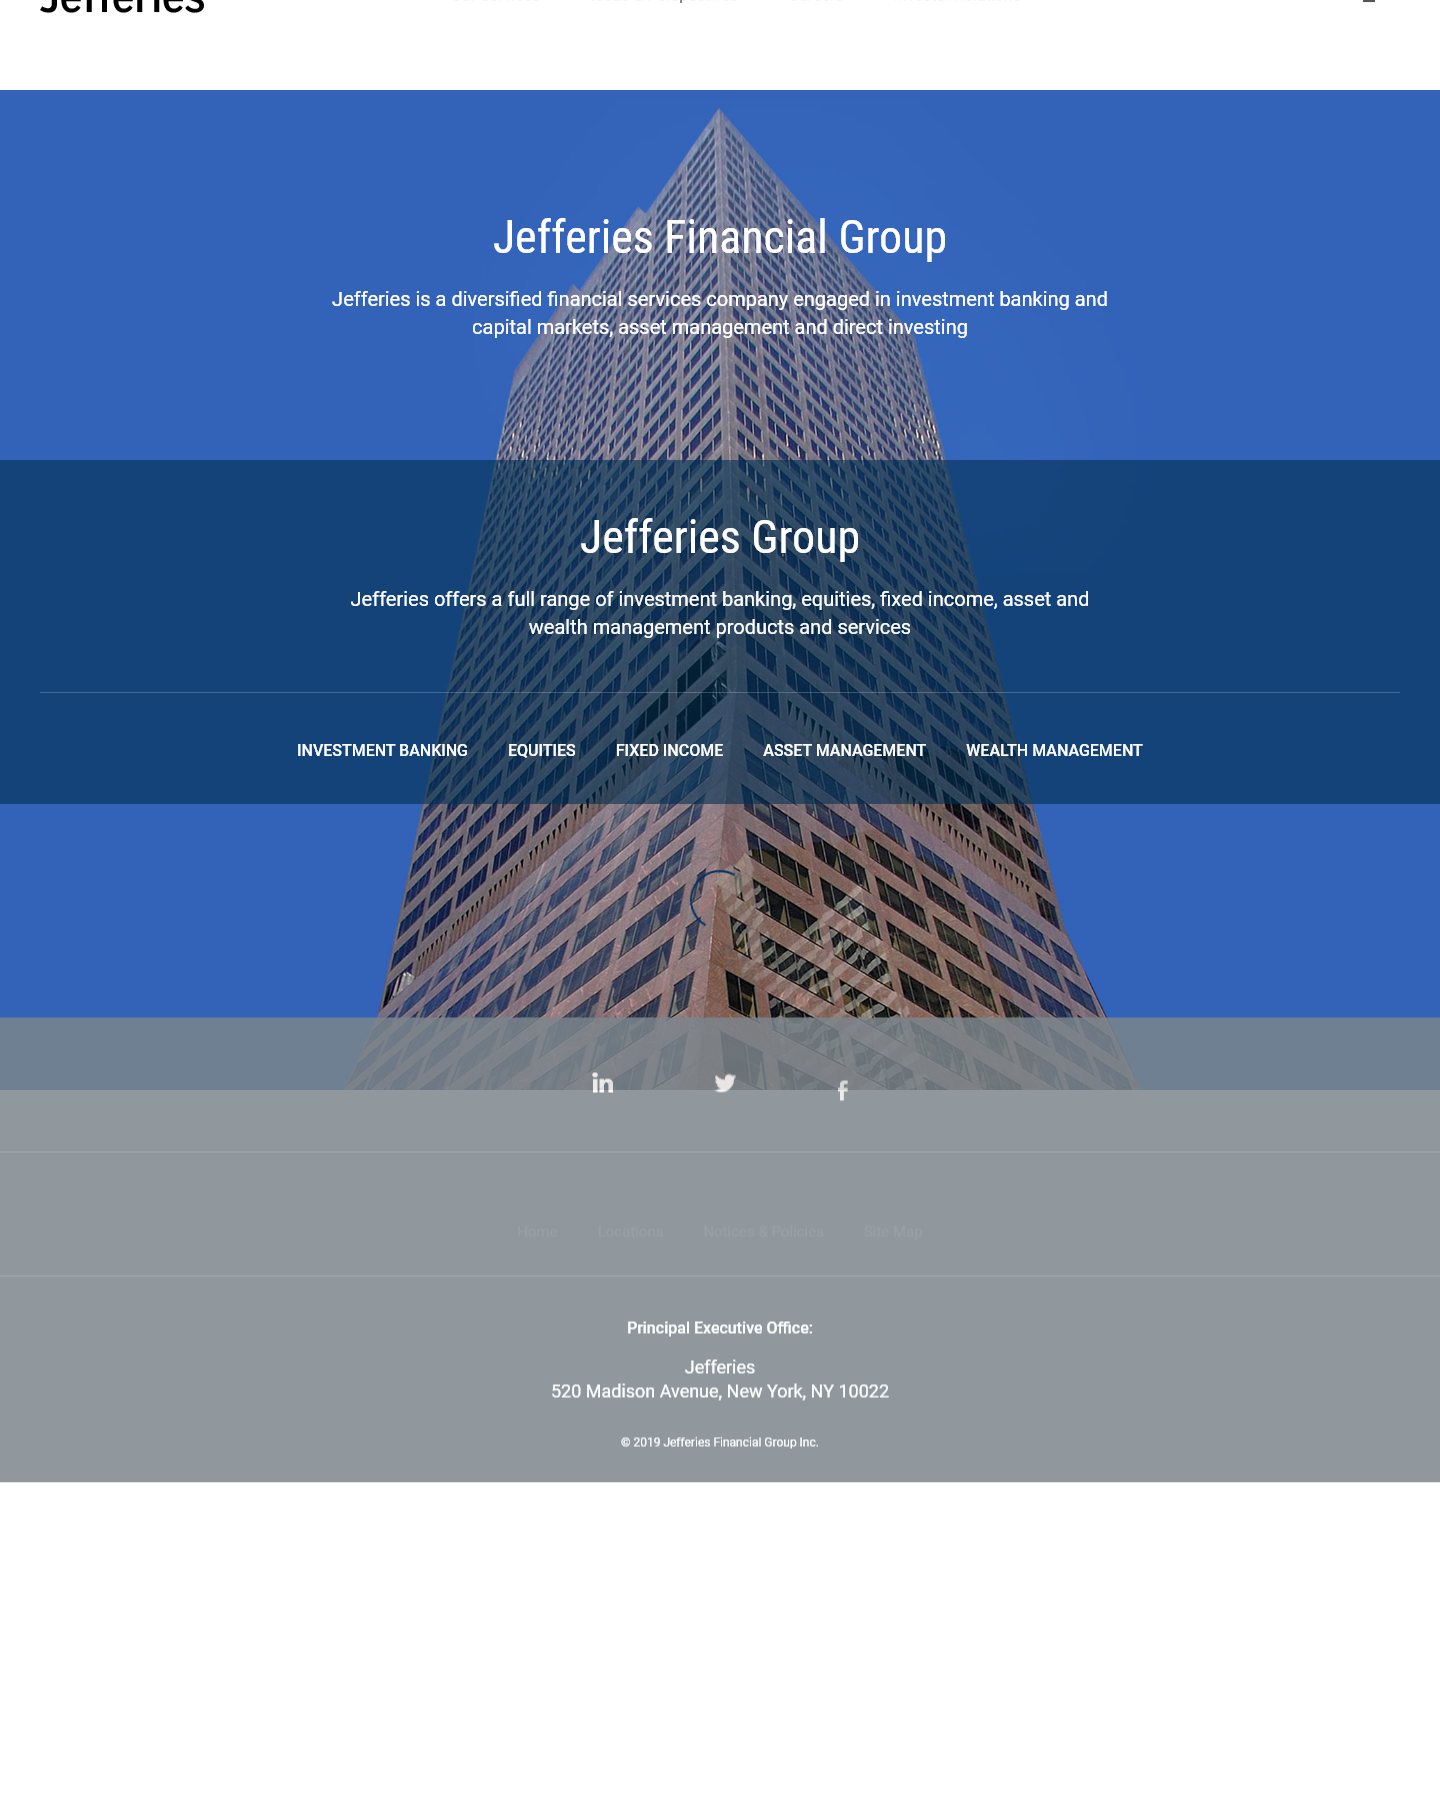 Jefferies
Jefferies Financial Group
Jefferies is a diversified financial services company engaged in investment banking and
capital markets, asset management and direct investing
Jefferies Group
Jefferies offers a full range of investment banking, equities, fixed income, asset and
wealth management products and services
INVESTMENT BANKING EQUITIES FIXED INCOME ASSET MANAGEMENT WEALTH MANAGEMENT
Home Locations Notices & Policies Site Map
Principal Executive Office:
Jefferies
520 Madison Avenue, New York, NY 10022
© 2019 Jefferies Financial Group Inc.